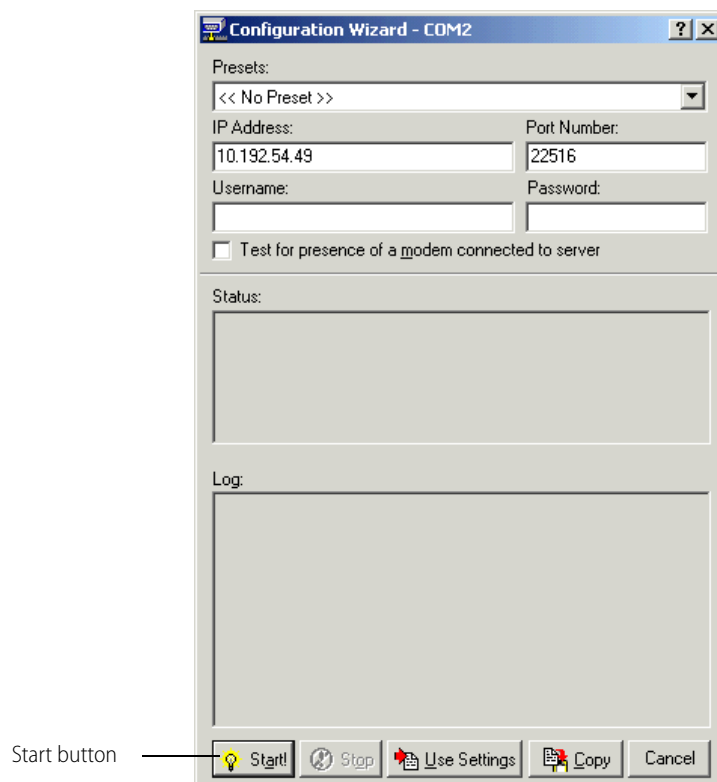 Configuration Wizard - COM2
Presets:
<< No Preset >>
IP Address: Port Number:
10.192.54.49 22516
Username: Password:
Test for presence of a modem connected to server
Status:
Log:
Start button
Start! Stop Use Settings Copy Cancel